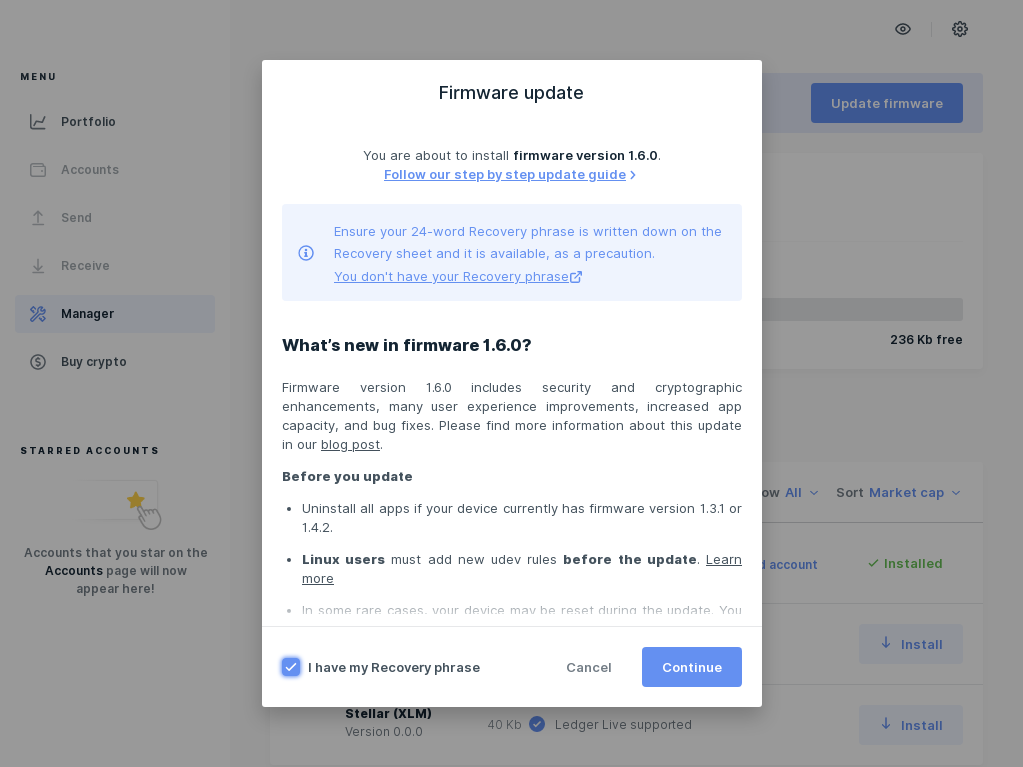 MENU
Portfolio
Accounts
Send
Receive
Manager
Buy crypto
STARRED ACCOUNTS
Accounts that you star on the
Accounts page will now
appear here!
Update firmware
236 Kb free
All
Sort Market cap
account
Installed
Install
Stellar (XLM)
Version 0.0.0
40 Kb
Ledger Live supported
Install
Firmware update
You are about to install firmware version 1.6.0.
Follow our step by step update guide
Ensure your 24-word Recovery phrase is written down on the
Recovery sheet and it is available, as a precaution.
You don't have your Recovery phrase
What’s new in firmware 1.6.0?
Firmware version 1.6.0 includes security and cryptographic
enhancements, many user experience improvements, increased app
capacity, and bug fixes. Please find more information about this update
in our blog post.
Before you update
• Uninstall all apps if your device currently has firmware version 1.3.1 or
1.4.2.
• Linux users must add new udev rules before the update. Learn
more
• In some rare cases, your device may be reset during the update. You
I have my Recovery phrase
Cancel
Continue